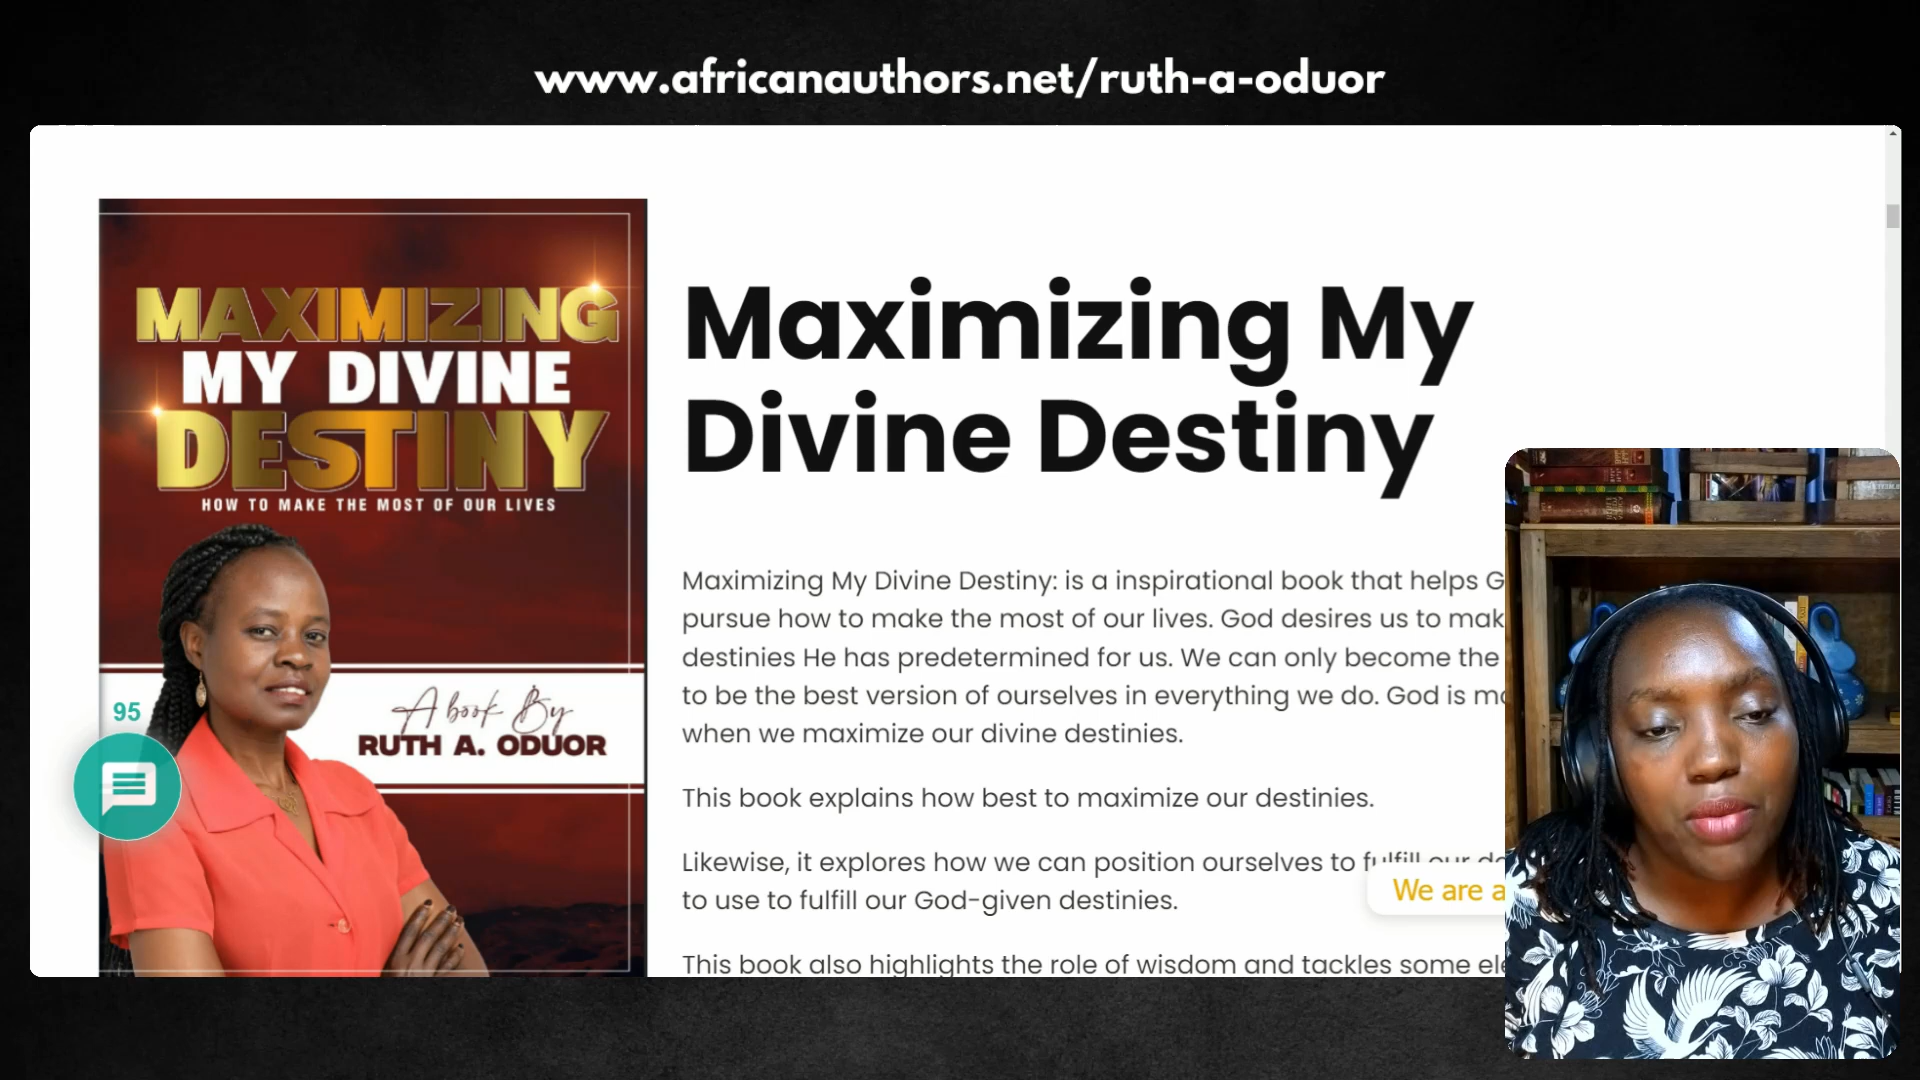 www.africanauthors.net/ruth-a-oduor
MAXIMIZING
MY DIVINE
DESTINY
HOW TO MAKE THE MOST OF OUR LIVES
A book By
RUTH A. ODUOR
95
Maximizing My
Divine Destiny
Maximizing My Divine Destiny: is a inspirational book that helps G
pursue how to make the most of our lives. God desires us to mak
destinies He has predetermined for us. We can only become the
to be the best version of ourselves in everything we do. God is mo
when we maximize our divine destinies.
This book explains how best to maximize our destinies.
Likewise, it explores how we can position ourselves to fulfill our de
to use to fulfill our God-given destinies.
We are a
This book also highlights the role of wisdom and tackles some ele